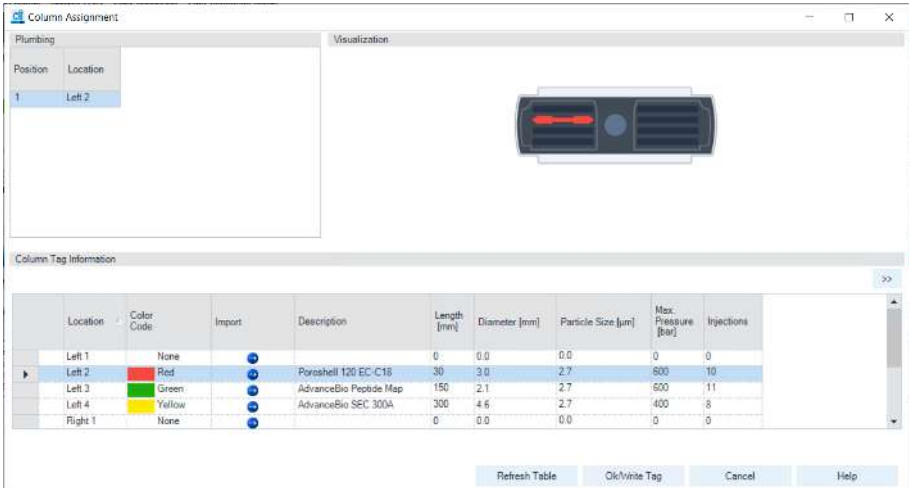 Column Assignment
Plumbing
Visualization
Position Location
1 Left 2
Column Tag Information
>>
Location Color Code Import Description Length [mm] Diameter [mm] Particle Size [µm] Max. Pressure [bar] Injections
Left 1 None 0 0.0 0.0 0 0
Left 2 Red Poroshell 120 EC-C18 30 3.0 2.7 600 10
Left 3 Green AdvanceBio Peptide Map 150 2.1 2.7 600 11
Left 4 Yellow AdvanceBio SEC 300A 300 4.6 2.7 400 8
Right 1 None 0 0.0 0.0 0 0
Refresh Table Ok/Write Tag Cancel Help